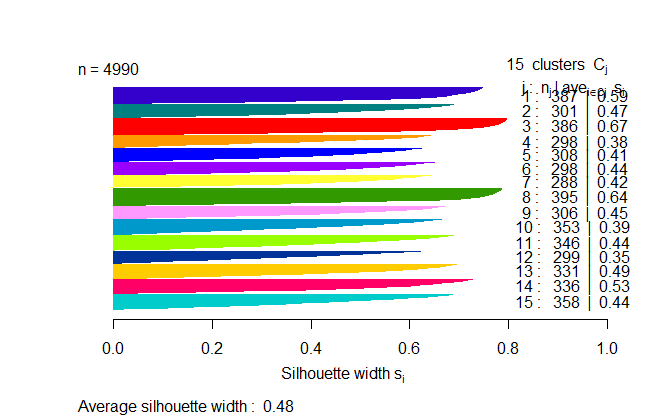 n = 4990
15 clusters Cj
j : nj | avei∈Cj si
1 : 387 | 0.59
2 : 301 | 0.47
3 : 386 | 0.67
4 : 298 | 0.38
5 : 308 | 0.41
6 : 298 | 0.44
7 : 288 | 0.42
8 : 395 | 0.64
9 : 306 | 0.45
10 : 353 | 0.39
11 : 346 | 0.44
12 : 299 | 0.35
13 : 331 | 0.49
14 : 336 | 0.53
15 : 358 | 0.44
0.0 0.2 0.4 0.6 0.8 1.0
Silhouette width si
Average silhouette width : 0.48